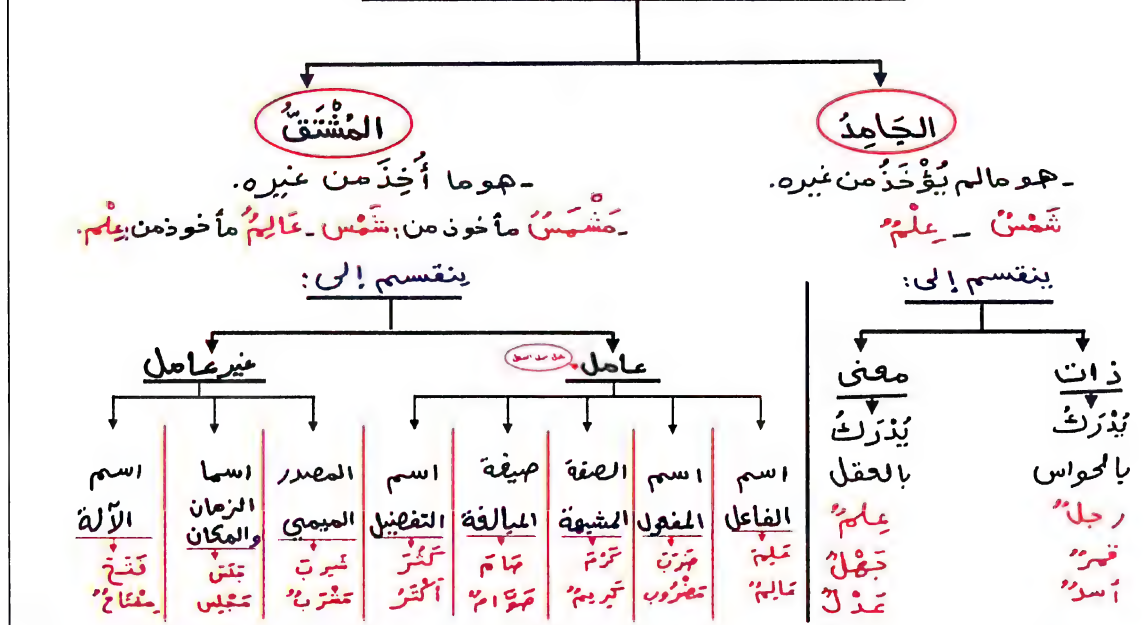 الجَامِدُ
المُشْتَقُّ
ـ هو ما لم يُؤْخَذُ من غيره.
ـ هو ما أُخِذَ من غيره.
شَمْسٌ ـ عِلْمٌ
ـ مَشْمَسٌ مأخوذ من: شَمْس ـ عَالِمٌ مأخوذ من: عِلْم.
ينقسم إلى:
ينقسم إلى:
ذات
معنى
عامل
غير عامل
يُدْرَكُ
بالحواس
رجلٌ
قمرٌ
أسدٌ
يُدْرَكُ
بالعقل
علمٌ
جَهْلٌ
عَدْلٌ
اسم
الفاعل
عَلِمَ
عَالِمٌ
اسم
المفعول
ضَرَبَ
مَضْرُوب
الصفة
المشبهة
كَرُمَ
كَرِيمٌ
صيغة
المبالغة
صَامَ
صَوَّامٌ
اسم
التفضيل
كَثُرَ
أَكْثَرُ
المصدر
الميمي
شَرِبَ
مَشْرَبٌ
اسما
الزمان
والمكان
جَلَسَ
مَجْلِس
اسم
الآلة
فَتَحَ
مِفْتَاحٌ